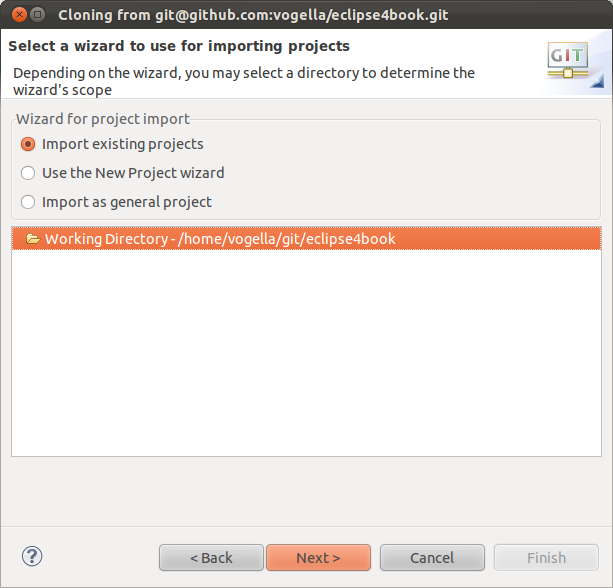 Cloning from git@github.com:vogella/eclipse4book.git
Select a wizard to use for importing projects
Depending on the wizard, you may select a directory to determine the
wizard's scope
GIT
Wizard for project import
Import existing projects
Use the New Project wizard
Import as general project
Working Directory - /home/vogella/git/eclipse4book
?
< Back
Next >
Cancel
Finish